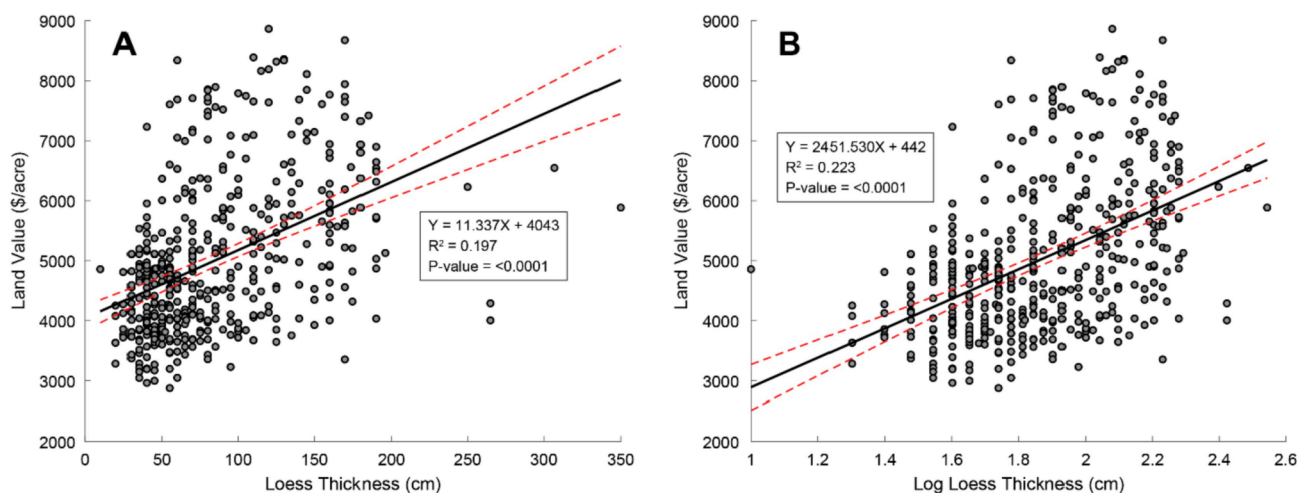 A
9000
8000
7000
6000
5000
4000
3000
2000
Land Value ($/acre)
Y = 11.337X + 4043
R² = 0.197
P-value = <0.0001
0 50 100 150 200 250 300 350
Loess Thickness (cm)
B
9000
8000
7000
6000
5000
4000
3000
2000
Land Value ($/acre)
Y = 2451.530X + 442
R² = 0.223
P-value = <0.0001
1 1.2 1.4 1.6 1.8 2 2.2 2.4 2.6
Log Loess Thickness (cm)